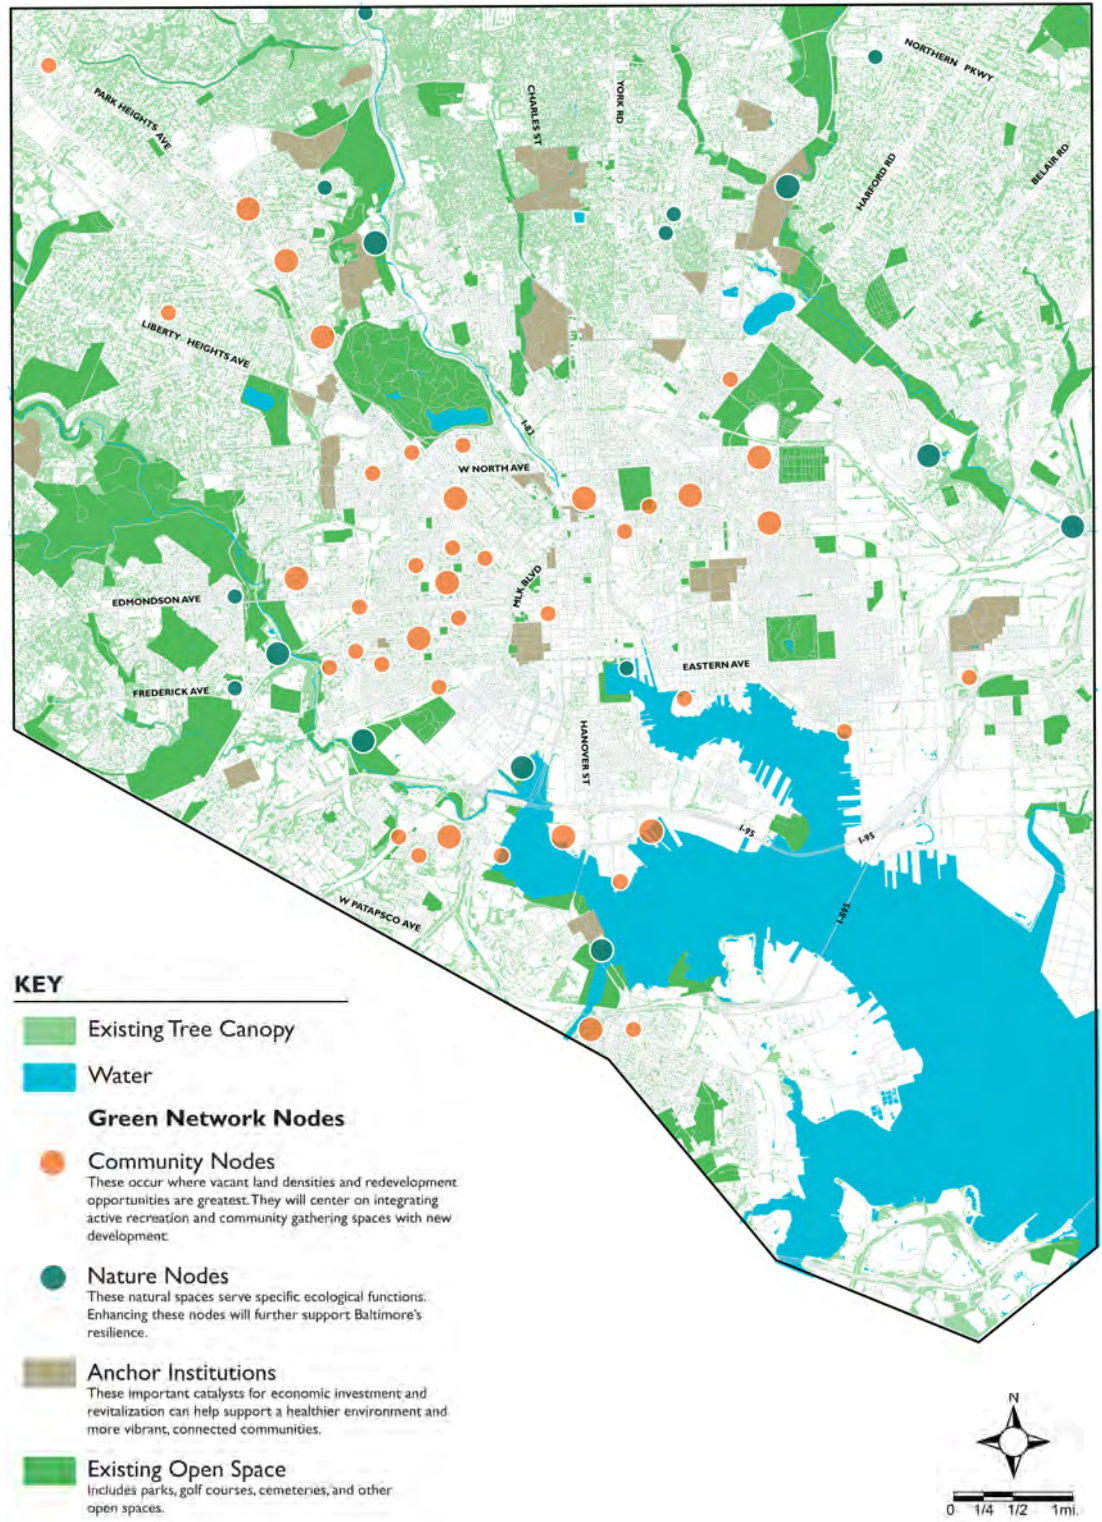 NORTHERN PKWY
PARK HEIGHTS AVE
CHARLES ST
YORK RD
HARFORD RD
BELAIR RD
LIBERTY HEIGHTS AVE
I-83
W NORTH AVE
MLK BLVD
EDMONDSON AVE
EASTERN AVE
FREDERICK AVE
HANOVER ST
I-95
I-95
I-895
W PATAPSCO AVE
KEY
Existing Tree Canopy
Water
Green Network Nodes
Community Nodes
These occur where vacant land densities and redevelopment
opportunities are greatest. They will center on integrating
active recreation and community gathering spaces with new
development.
Nature Nodes
These natural spaces serve specific ecological functions.
Enhancing these nodes will further support Baltimore's
resilience.
Anchor Institutions
These important catalysts for economic investment and
revitalization can help support a healthier environment and
more vibrant, connected communities.
Existing Open Space
Includes parks, golf courses, cemeteries, and other
open spaces.
N
0 1/4 1/2 1mi.